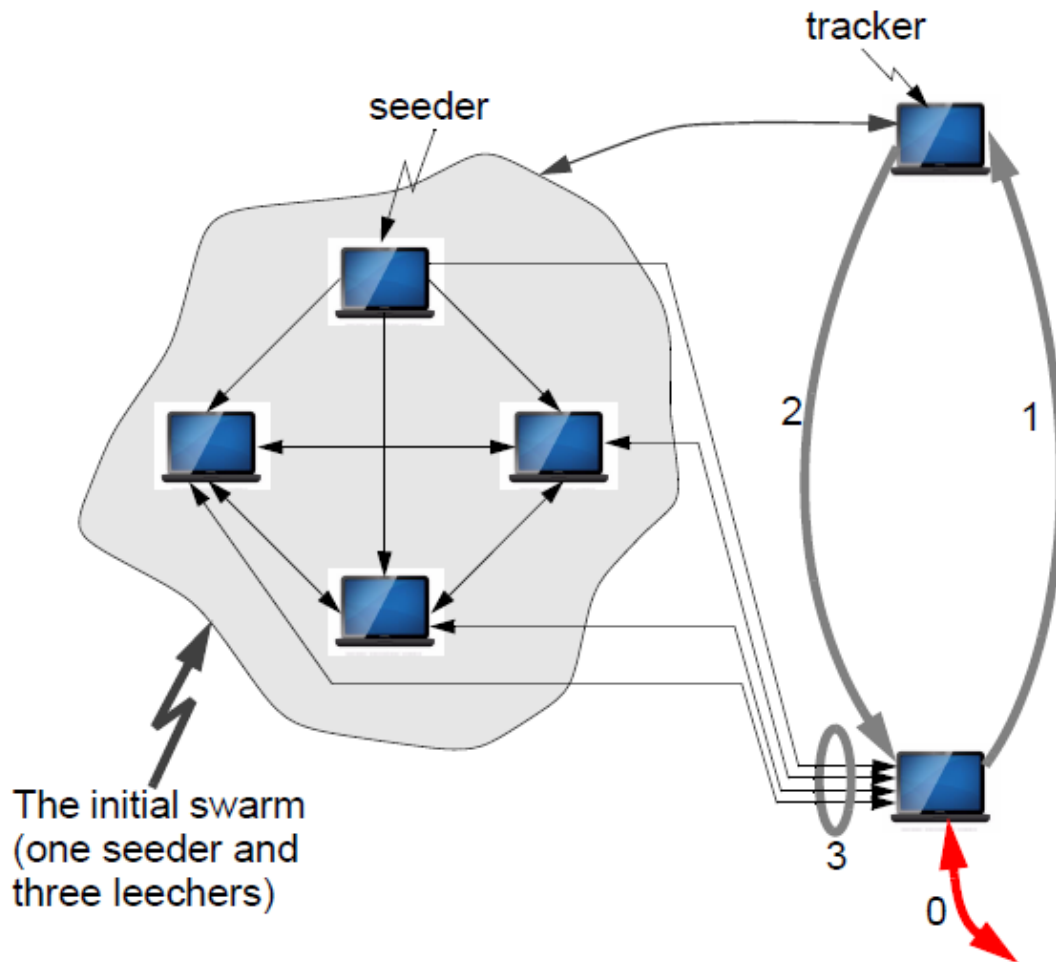 tracker
seeder
2
1
The initial swarm
(one seeder and
three leechers)
3
0